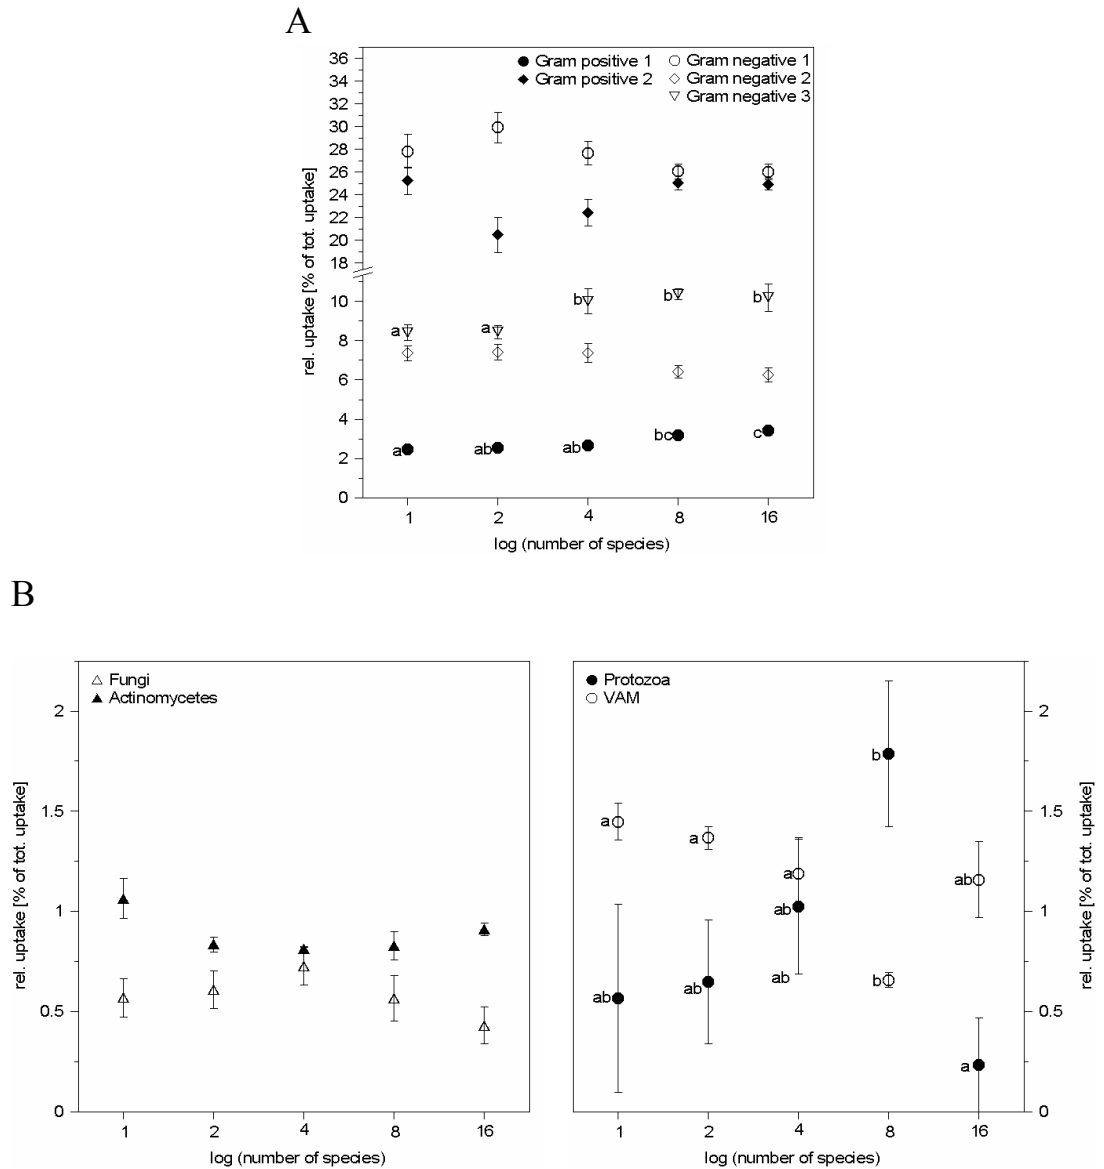 A
Gram positive 1
Gram negative 1
Gram positive 2
Gram negative 2
Gram negative 3
rel. uptake [% of tot. uptake]
36
34
32
30
28
26
24
22
20
18
10
8
6
4
2
0
b b b
a a
a ab ab bc c
1 2 4 8 16
log (number of species)
B
Fungi
Actinomycetes
rel. uptake [% of tot. uptake]
2
1.5
1
0.5
0
1 2 4 8 16
log (number of species)
Protozoa
VAM
b
a
a
a
ab
ab
ab
b
ab
ab
a
2
1.5
1
0.5
0
rel. uptake [% of tot. uptake]
1 2 4 8 16
log (number of species)